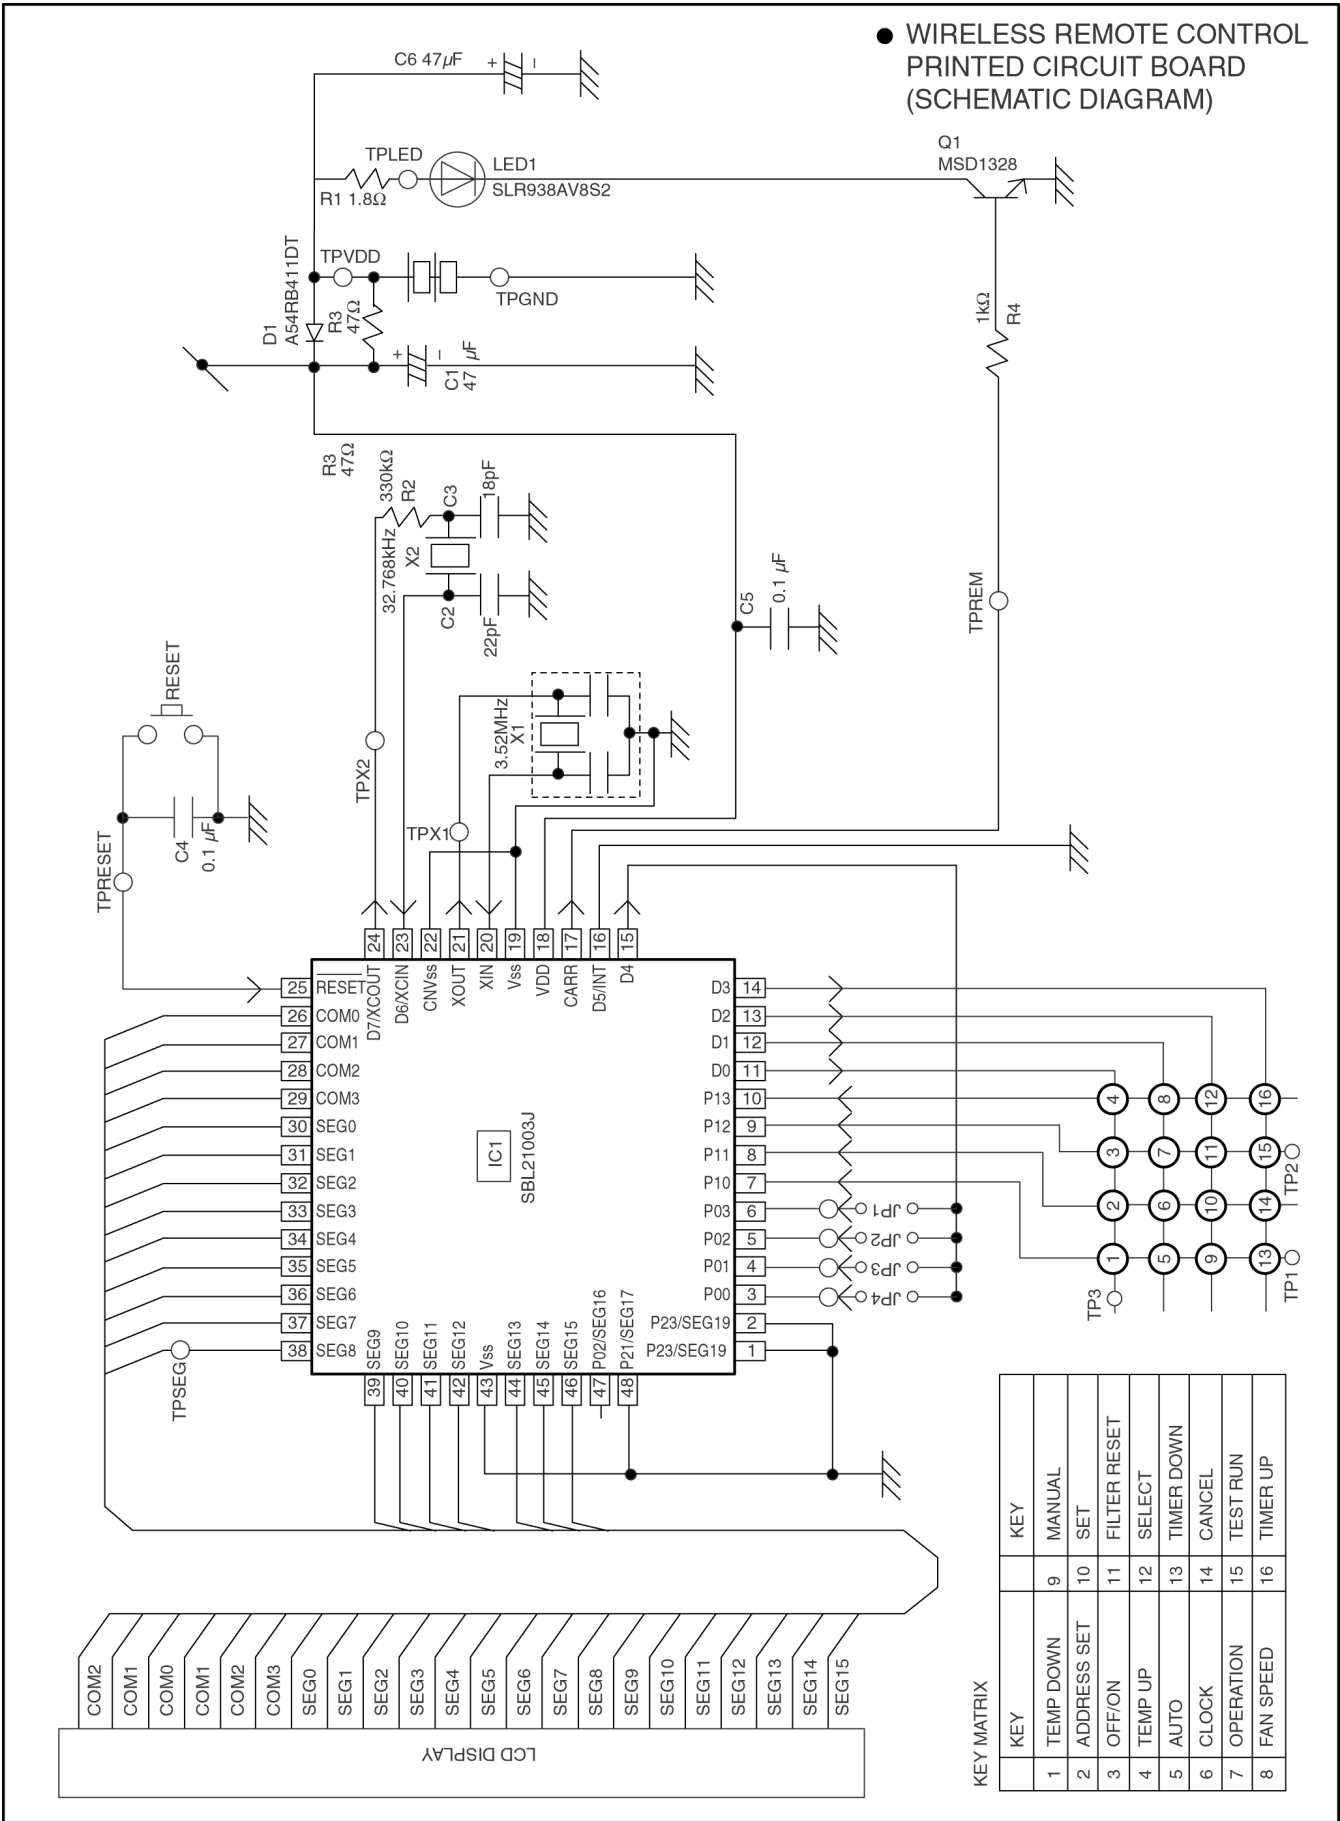 ● WIRELESS REMOTE CONTROL
PRINTED CIRCUIT BOARD
(SCHEMATIC DIAGRAM)
C6 47µF
+
−
TPLED
R1 1.8Ω
LED1
SLR938AV8S2
Q1
MSD1328
D1
A54RB411DT
TPVDD
R3
47Ω
TPGND
+
−
C1
47 µF
1kΩ
R4
R3
47Ω
330kΩ
R2
C3
18pF
32.768kHz
X2
C2
22pF
C5
0.1 µF
TPREM
RESET
C4
0.1 µF
TPRESET
TPX2
TPX1
3.52MHz
X1
24
23
22
21
20
19
18
17
16
15
D7/XCOUT
D6/XCIN
CNVss
XOUT
XIN
Vss
VDD
CARR
D5/INT
D4
25 RESET
26 COM0
27 COM1
28 COM2
29 COM3
30 SEG0
31 SEG1
32 SEG2
33 SEG3
34 SEG4
35 SEG5
36 SEG6
37 SEG7
38 SEG8
TPSEG
IC1
SBL21003J
D3 14
D2 13
D1 12
D0 11
P13 10
P12 9
P11 8
P10 7
P03 6
P02 5
P01 4
P00 3
P23/SEG19 2
P23/SEG19 1
JP1
JP2
JP3
JP4
SEG9
SEG10
SEG11
SEG12
Vss
SEG13
SEG14
SEG15
P02/SEG16
P21/SEG17
39
40
41
42
43
44
45
46
47
48
4 8 12 16
3 7 11 15
TP2
2 6 10 14
1 5 9 13
TP1
TP3
KEY MATRIX
KEY KEY
1 TEMP DOWN 9 MANUAL
2 ADDRESS SET 10 SET
3 OFF/ON 11 FILTER RESET
4 TEMP UP 12 SELECT
5 AUTO 13 TIMER DOWN
6 CLOCK 14 CANCEL
7 OPERATION 15 TEST RUN
8 FAN SPEED 16 TIMER UP
COM2
COM1
COM0
COM1
COM2
COM3
SEG0
SEG1
SEG2
SEG3
SEG4
SEG5
SEG6
SEG7
SEG8
SEG9
SEG10
SEG11
SEG12
SEG13
SEG14
SEG15
LCD DISPLAY